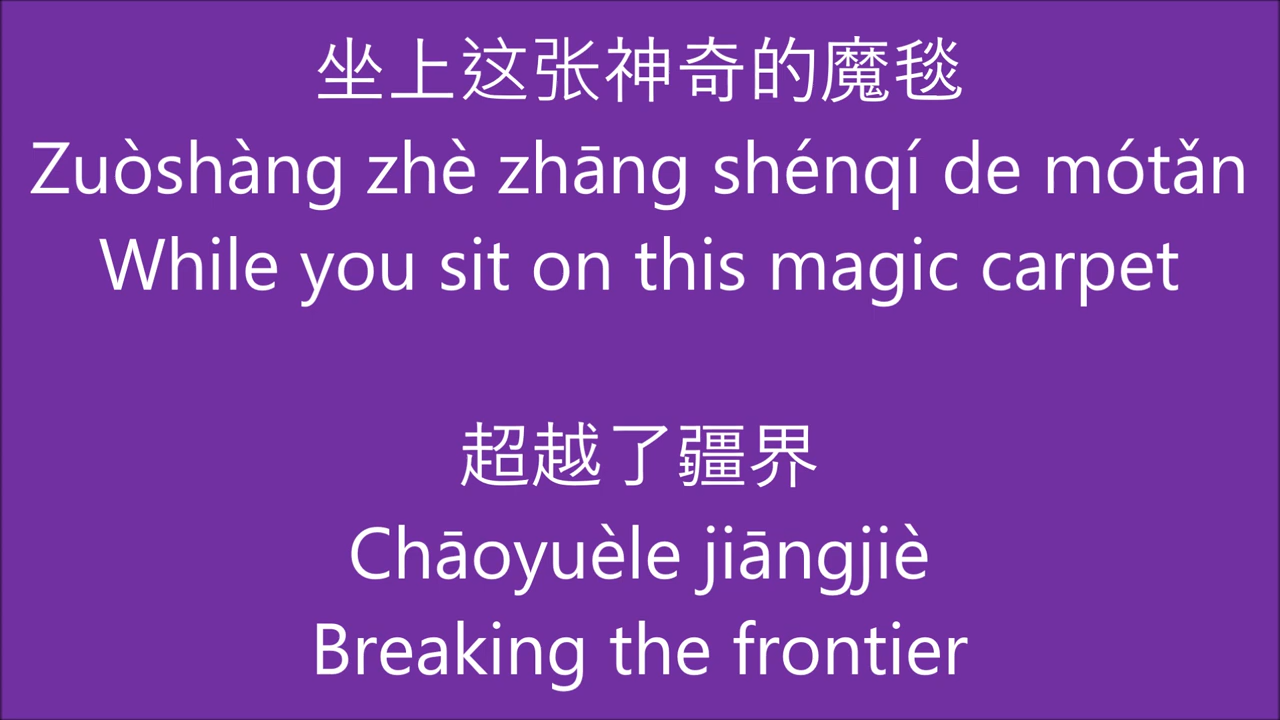 坐上这张神奇的魔毯
Zuòshàng zhè zhāng shénqí de mótǎn
While you sit on this magic carpet
超越了疆界
Chāoyuèle jiāngjiè
Breaking the frontier